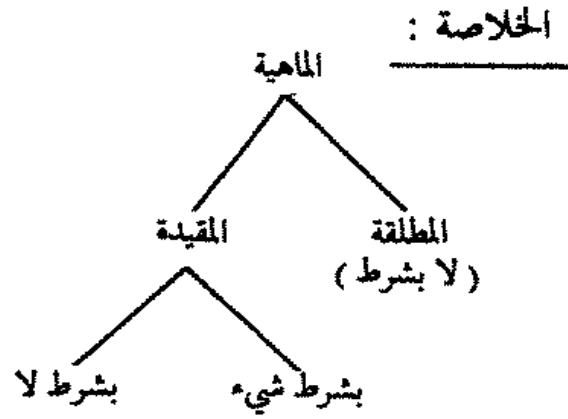 الخلاصة :
الماهية
المطلقة المقيدة
( لا بشرط )
بشرط شيء بشرط لا